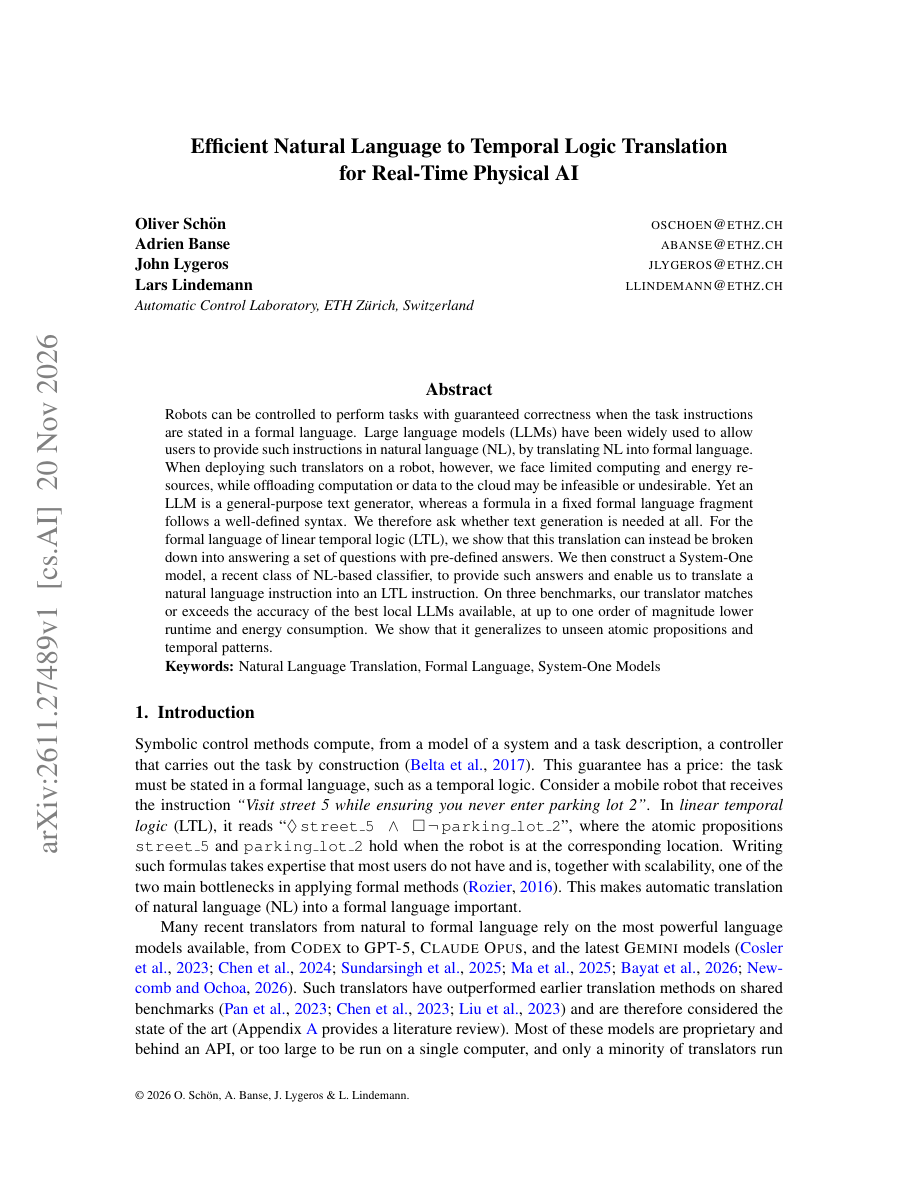 Efficient Natural Language to Temporal Logic Translation
for Real-Time Physical AI
Oliver Schön OSCHOEN@ETHZ.CH
Adrien Banse ABANSE@ETHZ.CH
John Lygeros JLYGEROS@ETHZ.CH
Lars Lindemann LLINDEMANN@ETHZ.CH
Automatic Control Laboratory, ETH Zürich, Switzerland
arXiv:2611.27489v1 [cs.AI] 20 Nov 2026
Abstract
Robots can be controlled to perform tasks with guaranteed correctness when the task instructions
are stated in a formal language. Large language models (LLMs) have been widely used to allow
users to provide such instructions in natural language (NL), by translating NL into formal language.
When deploying such translators on a robot, however, we face limited computing and energy re-
sources, while offloading computation or data to the cloud may be infeasible or undesirable. Yet an
LLM is a general-purpose text generator, whereas a formula in a fixed formal language fragment
follows a well-defined syntax. We therefore ask whether text generation is needed at all. For the
formal language of linear temporal logic (LTL), we show that this translation can instead be broken
down into answering a set of questions with pre-defined answers. We then construct a System-One
model, a recent class of NL-based classifier, to provide such answers and enable us to translate a
natural language instruction into an LTL instruction. On three benchmarks, our translator matches
or exceeds the accuracy of the best local LLMs available, at up to one order of magnitude lower
runtime and energy consumption. We show that it generalizes to unseen atomic propositions and
temporal patterns.
Keywords: Natural Language Translation, Formal Language, System-One Models
1. Introduction
Symbolic control methods compute, from a model of a system and a task description, a controller
that carries out the task by construction (Belta et al., 2017). This guarantee has a price: the task
must be stated in a formal language, such as a temporal logic. Consider a mobile robot that receives
the instruction “Visit street 5 while ensuring you never enter parking lot 2”. In linear temporal
logic (LTL), it reads “◊street_5 ∧ □¬parking_lot_2”, where the atomic propositions
street_5 and parking_lot_2 hold when the robot is at the corresponding location. Writing
such formulas takes expertise that most users do not have and is, together with scalability, one of the
two main bottlenecks in applying formal methods (Rozier, 2016). This makes automatic translation
of natural language (NL) into a formal language important.
Many recent translators from natural to formal language rely on the most powerful language
models available, from CODEX to GPT-5, CLAUDE OPUS, and the latest GEMINI models (Cosler
et al., 2023; Chen et al., 2024; Sundarsingh et al., 2025; Ma et al., 2025; Bayat et al., 2026; New-
comb and Ochoa, 2026). Such translators have outperformed earlier translation methods on shared
benchmarks (Pan et al., 2023; Chen et al., 2023; Liu et al., 2023) and are therefore considered the
state of the art (Appendix A provides a literature review). Most of these models are proprietary and
behind an API, or too large to be run on a single computer, and only a minority of translators run
© 2026 O. Schön, A. Banse, J. Lygeros & L. Lindemann.